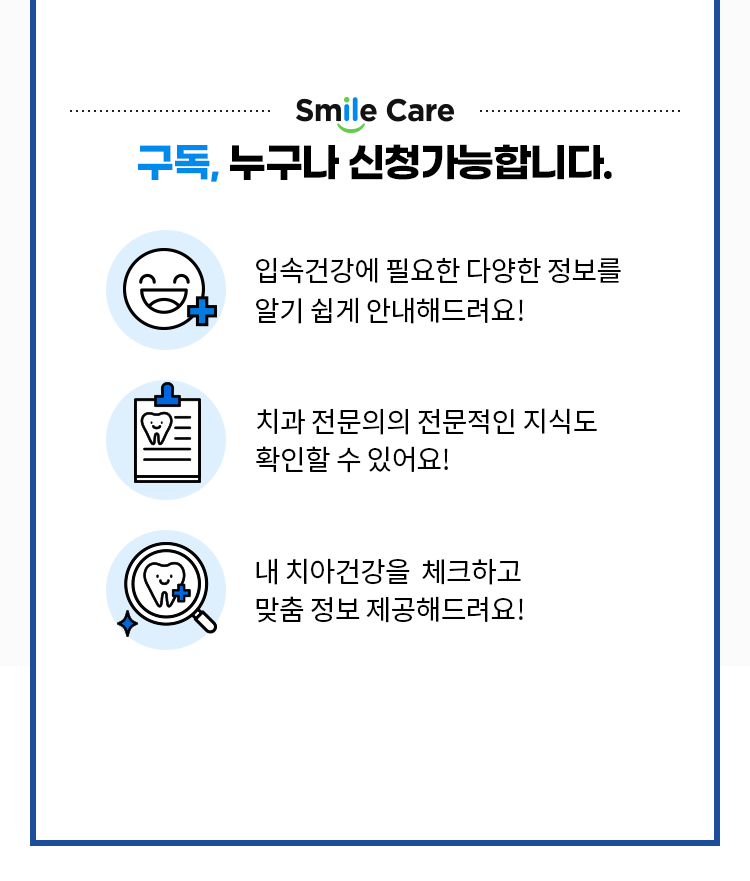 Smile Care
구독, 누구나 신청가능합니다.
입속건강에 필요한 다양한 정보를
알기 쉽게 안내해드려요!
치과 전문의의 전문적인 지식도
확인할 수 있어요!
내 치아건강을 체크하고
맞춤 정보 제공해드려요!